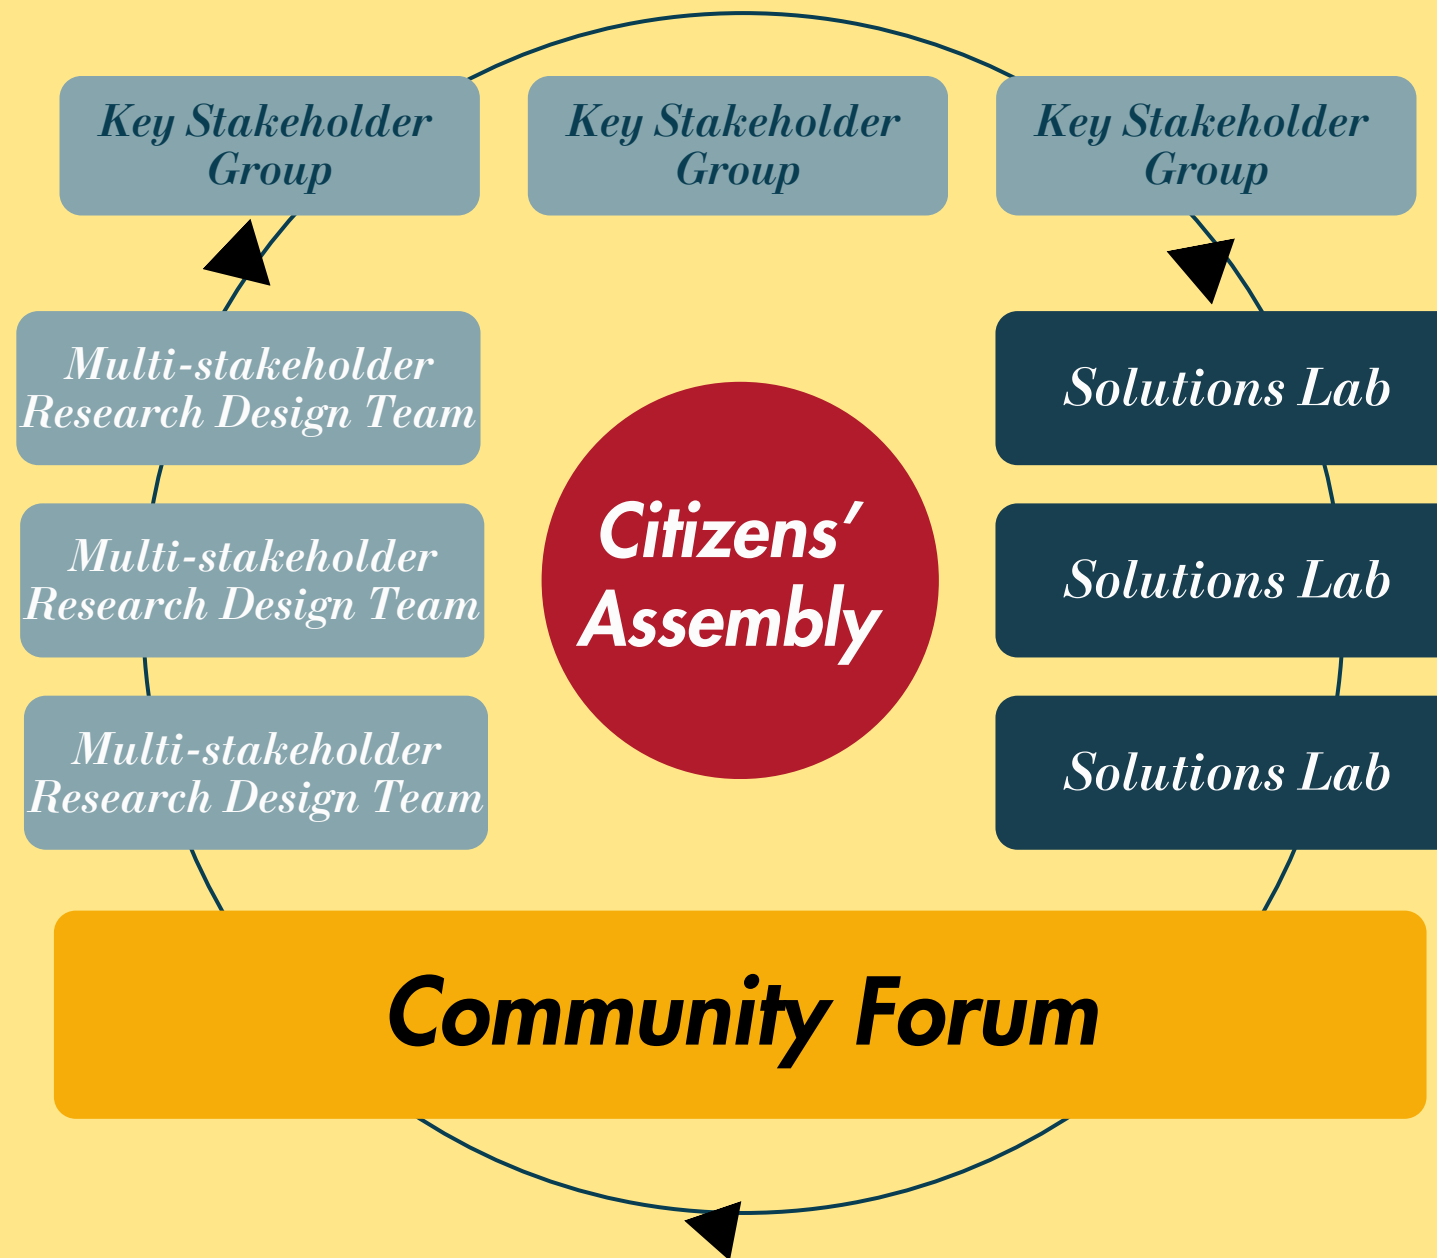 Key Stakeholder
Group
Key Stakeholder
Group
Key Stakeholder
Group
Multi-stakeholder
Research Design Team
Solutions Lab
Citizens’
Assembly
Multi-stakeholder
Research Design Team
Solutions Lab
Multi-stakeholder
Research Design Team
Solutions Lab
Community Forum